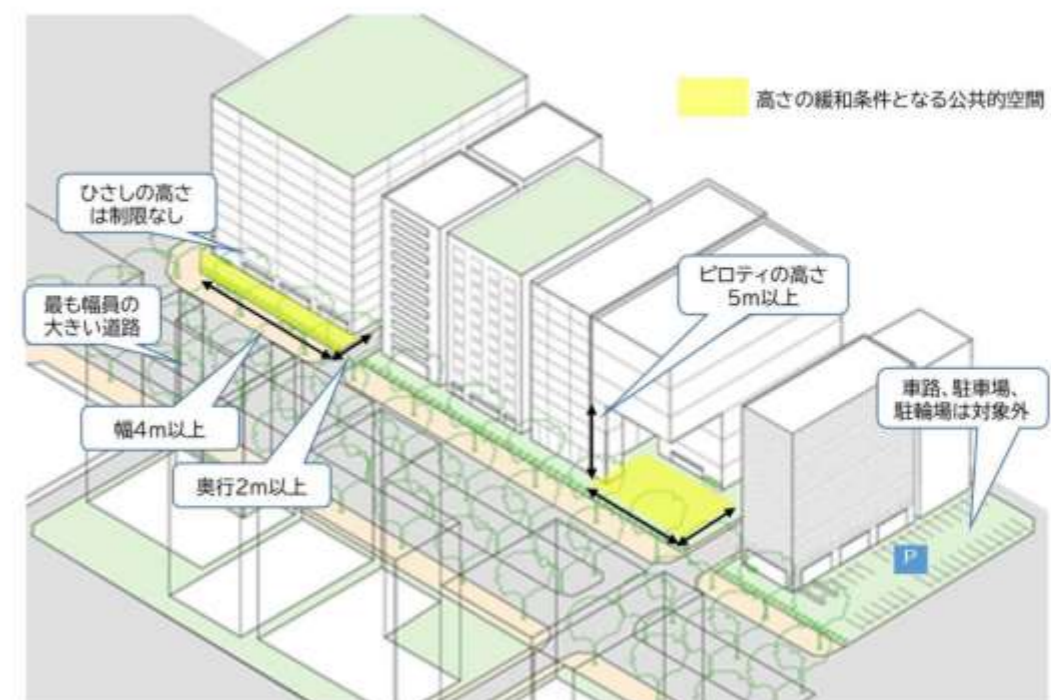 高さの緩和条件となる公共的空間
ひさしの高さ
は制限なし
ピロティの高さ
5m以上
最も幅員の
大きい道路
車路、駐車場、
駐輪場は対象外
幅4m以上
奥行2m以上
P